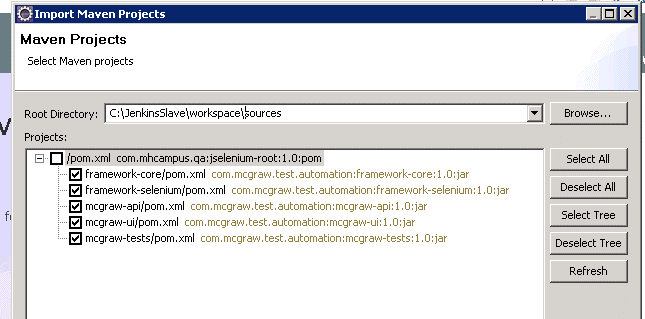 Import Maven Projects
Maven Projects
Select Maven projects
Root Directory: C:\JenkinsSlave\workspace\sources Browse...
Projects:
/pom.xml com.mhcampus.qa:jselenium-root:1.0:pom Select All
framework-core/pom.xml com.mcgraw.test.automation:framework-core:1.0:jar
framework-selenium/pom.xml com.mcgraw.test.automation:framework-selenium:1.0:jar Deselect All
mcgraw-api/pom.xml com.mcgraw.test.automation:mcgraw-api:1.0:jar
mcgraw-ui/pom.xml com.mcgraw.test.automation:mcgraw-ui:1.0:jar Select Tree
mcgraw-tests/pom.xml com.mcgraw.test.automation:mcgraw-tests:1.0:jar Deselect Tree
Refresh